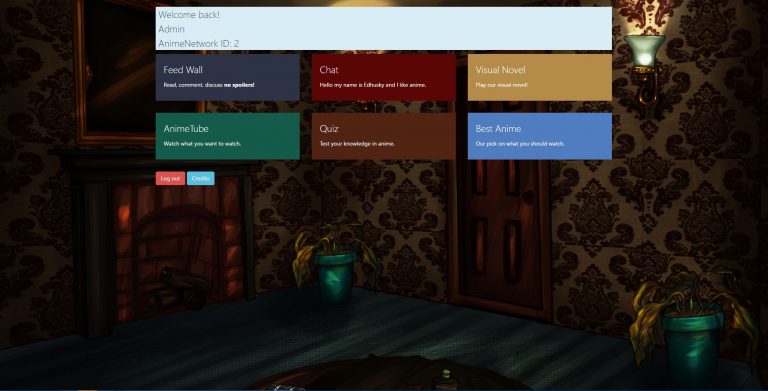 Welcome back!
Admin
AnimeNetwork ID: 2
Feed Wall
Read, comment, discuss no spoilers!
Chat
Hello my name is Edhusky and I like anime.
Visual Novel
Play our visual novel!
AnimeTube
Watch what you want to watch.
Quiz
Test your knowledge in anime.
Best Anime
Our pick on what you should watch.
Log out
Credits